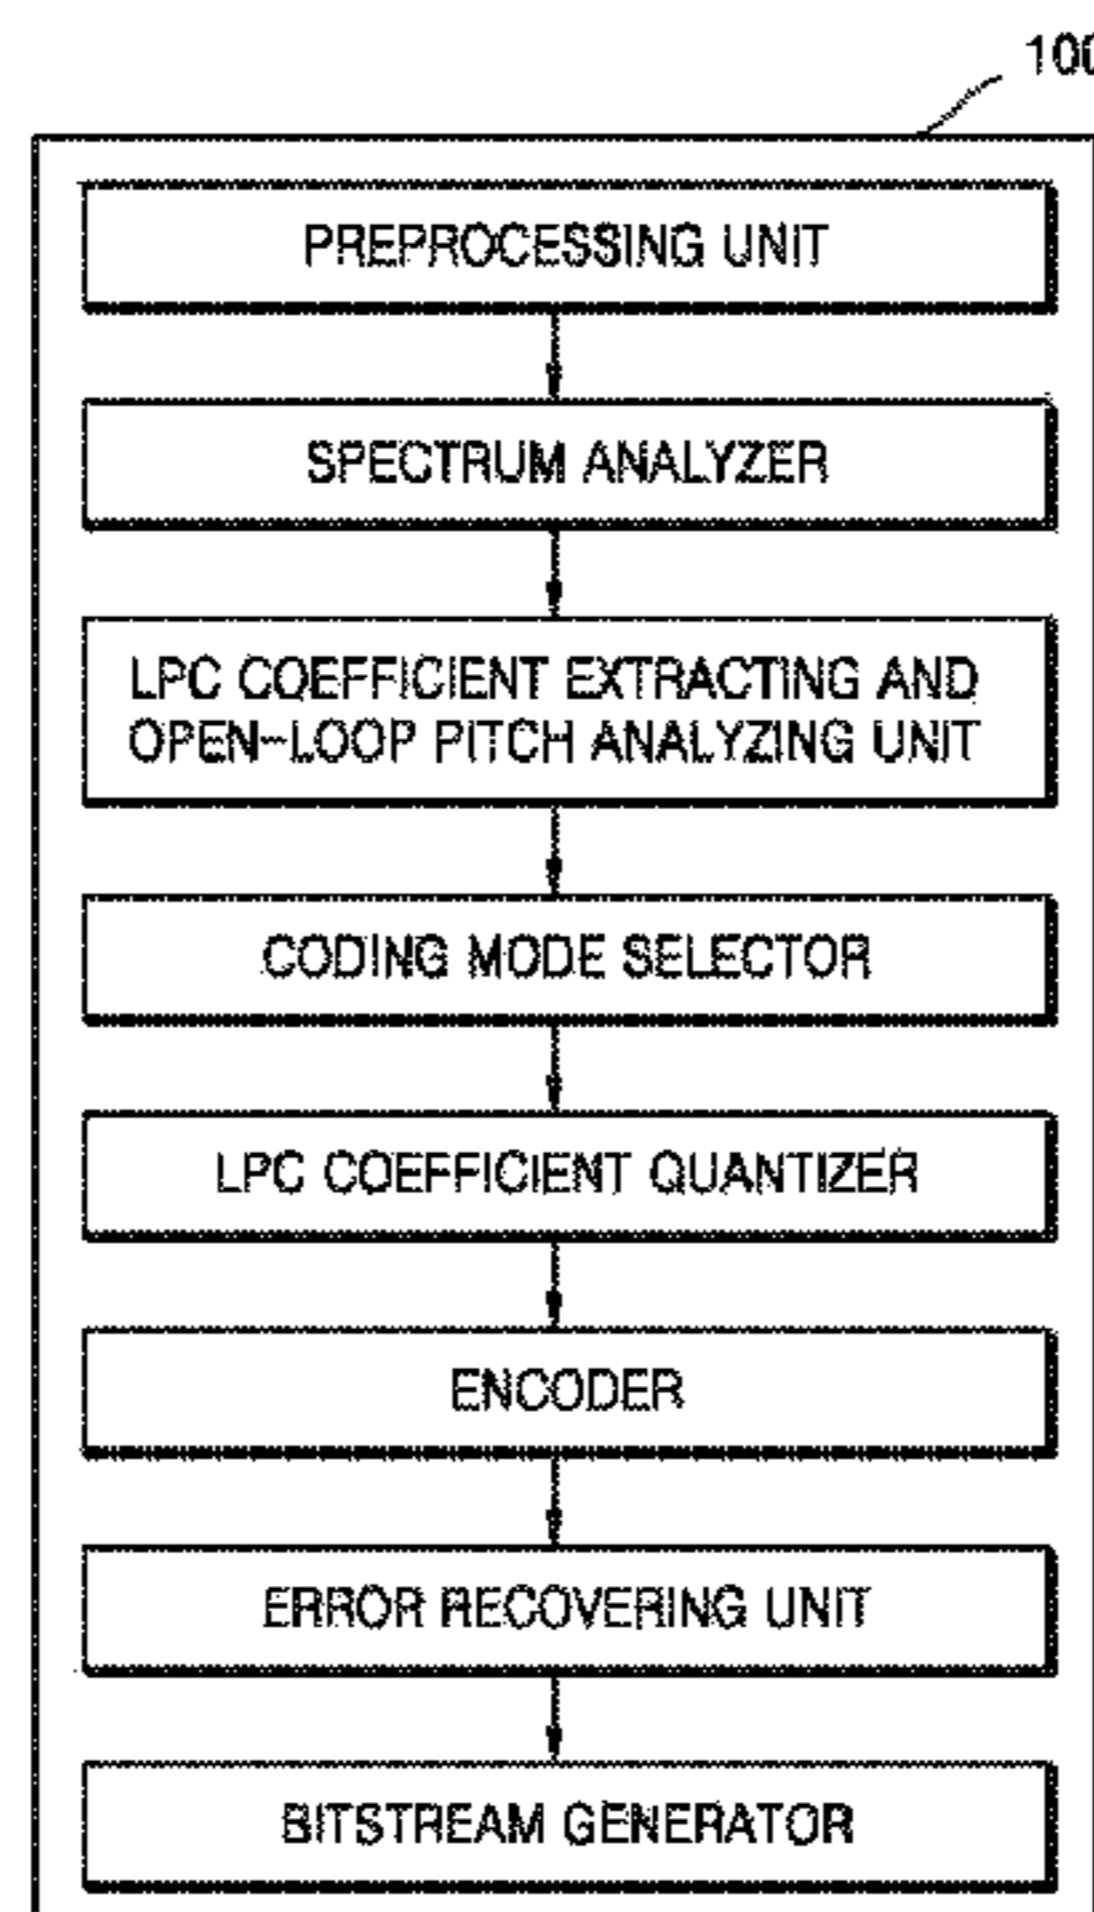 100
PREPROCESSING UNIT
SPECTRUM ANALYZER
LPC COEFFICIENT EXTRACTING AND
OPEN-LOOP PITCH ANALYZING UNIT
CODING MODE SELECTOR
LPC COEFFICIENT QUANTIZER
ENCODER
ERROR RECOVERING UNIT
BITSTREAM GENERATOR